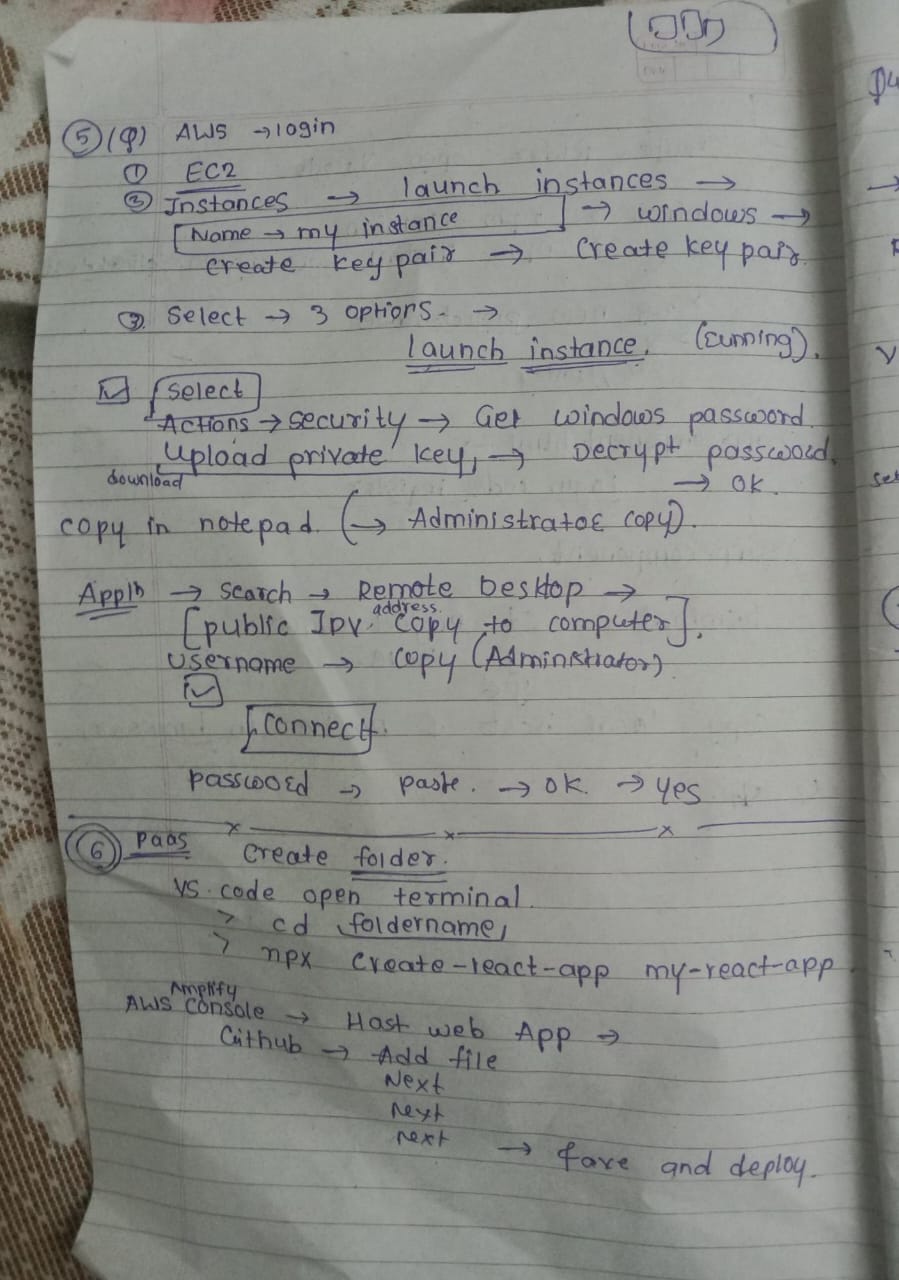 ⑤ (φ) AWS → login
① EC2
② Instances → launch instances →
Name → my instance → windows →
create key pair → Create key pair
③ Select → 3 options. →
launch instance. (running).
☑ Select
Actions → security → Get windows password.
Upload private key, → Decrypt password.
download → OK.
copy in notepad. (→ Administrator copy).
Appln → search → Remote Desktop →
address.
[public IPV. copy to computer].
Username → copy (Administrator)
☑
Connect
password → paste. → OK. → yes
x x x
⑥ Paas Create folder.
VS. code open terminal.
> cd foldername,
> npx create-react-app my-react-app.
Amplify
AWS Console → Hast web App →
Github → Add file
Next
Next
next → save and deploy.